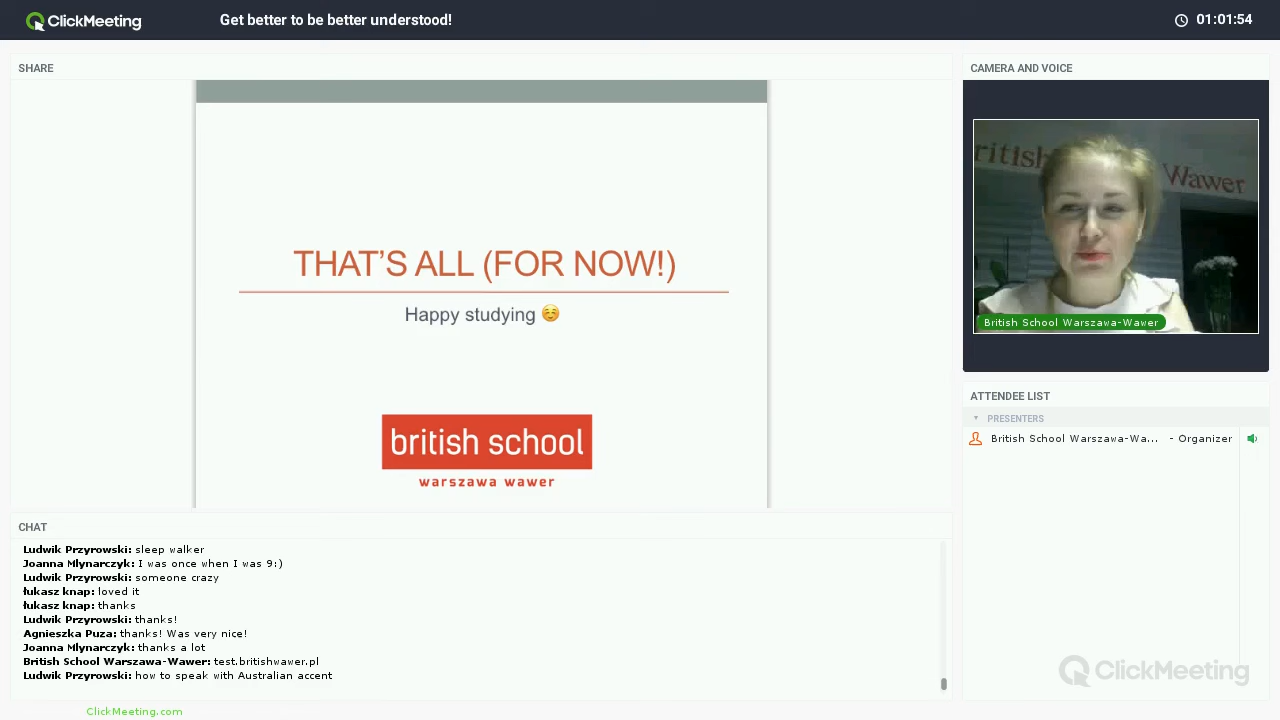 ClickMeeting
Get better to be better understood!
01:01:54
SHARE
THAT'S ALL (FOR NOW!)
Happy studying ☺️
british school
warszawa wawer
CAMERA AND VOICE
British School Wawer
British School Warszawa-Wawer
ATTENDEE LIST
PRESENTERS
British School Warszawa-Wa... - Organizer
CHAT
Ludwik Przyrowski: sleep walker
Joanna Mlynarczyk: I was once when I was 9:)
Ludwik Przyrowski: someone crazy
łukasz knap: loved it
łukasz knap: thanks
Ludwik Przyrowski: thanks!
Agnieszka Puza: thanks! Was very nice!
Joanna Mlynarczyk: thanks a lot
British School Warszawa-Wawer: test.britishwawer.pl
Ludwik Przyrowski: how to speak with Australian accent
ClickMeeting
ClickMeeting.com